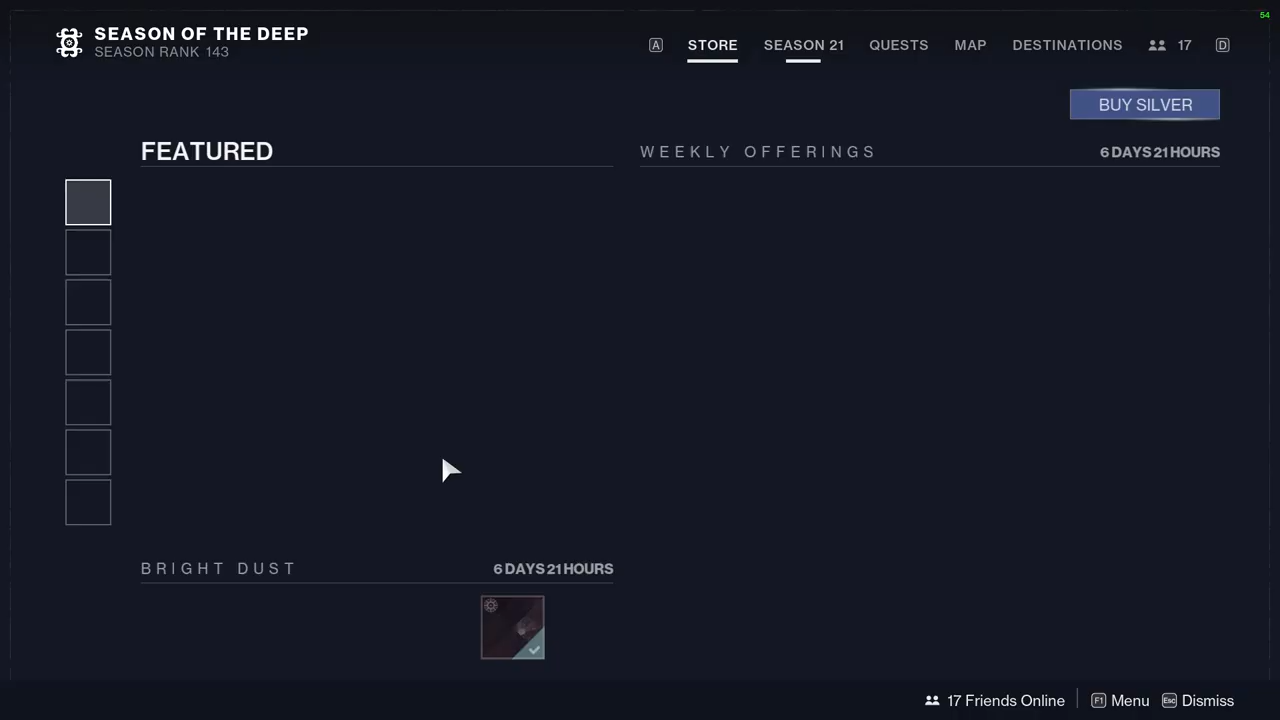 54
SEASON OF THE DEEP
SEASON RANK 143
A STORE SEASON 21 QUESTS MAP DESTINATIONS 17 D
BUY SILVER
FEATURED
WEEKLY OFFERINGS 6 DAYS 21 HOURS
BRIGHT DUST 6 DAYS 21 HOURS
17 Friends Online F1 Menu Esc Dismiss